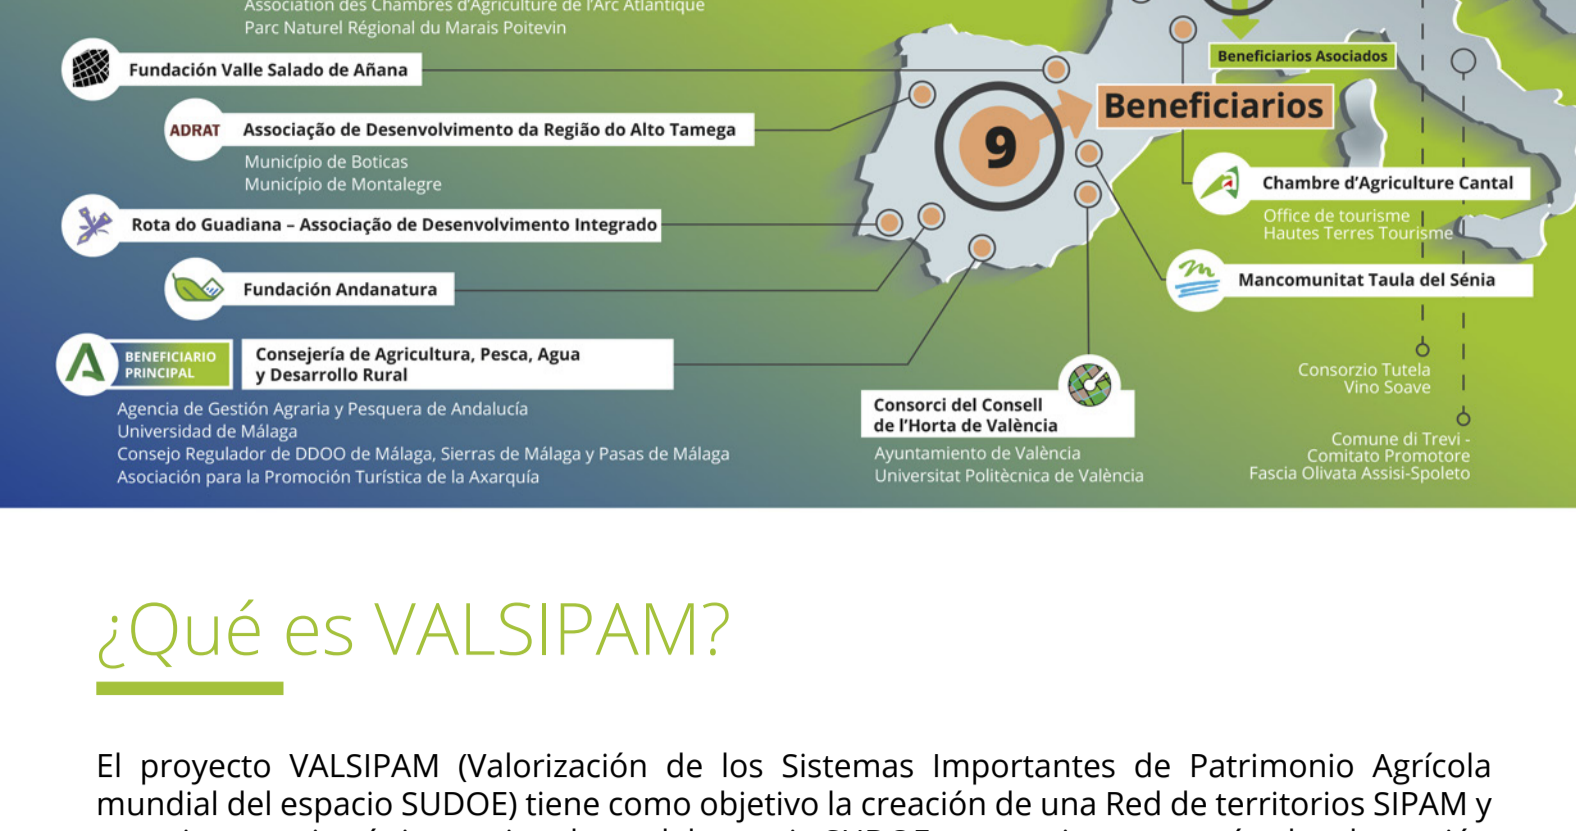 Association des Chambres d'Agriculture de l'Arc Atlantique
Parc Naturel Régional du Marais Poitevin
Fundación Valle Salado de Añana
ADRAT Associação de Desenvolvimento da Região do Alto Tamega
Município de Boticas
Município de Montalegre
Rota do Guadiana – Associação de Desenvolvimento Integrado
Fundación Andanatura
BENEFICIARIO
PRINCIPAL
Consejería de Agricultura, Pesca, Agua
y Desarrollo Rural
Agencia de Gestión Agraria y Pesquera de Andalucía
Universidad de Málaga
Consejo Regulador de DDOO de Málaga, Sierras de Málaga y Pasas de Málaga
Asociación para la Promoción Turística de la Axarquía
Beneficiarios Asociados
9
Beneficiarios
Chambre d'Agriculture Cantal
Office de tourisme
Hautes Terres Tourisme
Mancomunitat Taula del Sénia
Consorci del Consell
de l'Horta de València
Ayuntamiento de València
Universitat Politècnica de València
Consorzio Tutela
Vino Soave
Comune di Trevi -
Comitato Promotore
Fascia Olivata Assisi-Spoleto
¿Qué es VALSIPAM?
El proyecto VALSIPAM (Valorización de los Sistemas Importantes de Patrimonio Agrícola
mundial del espacio SUDOE) tiene como objetivo la creación de una Red de territorios SIPAM y